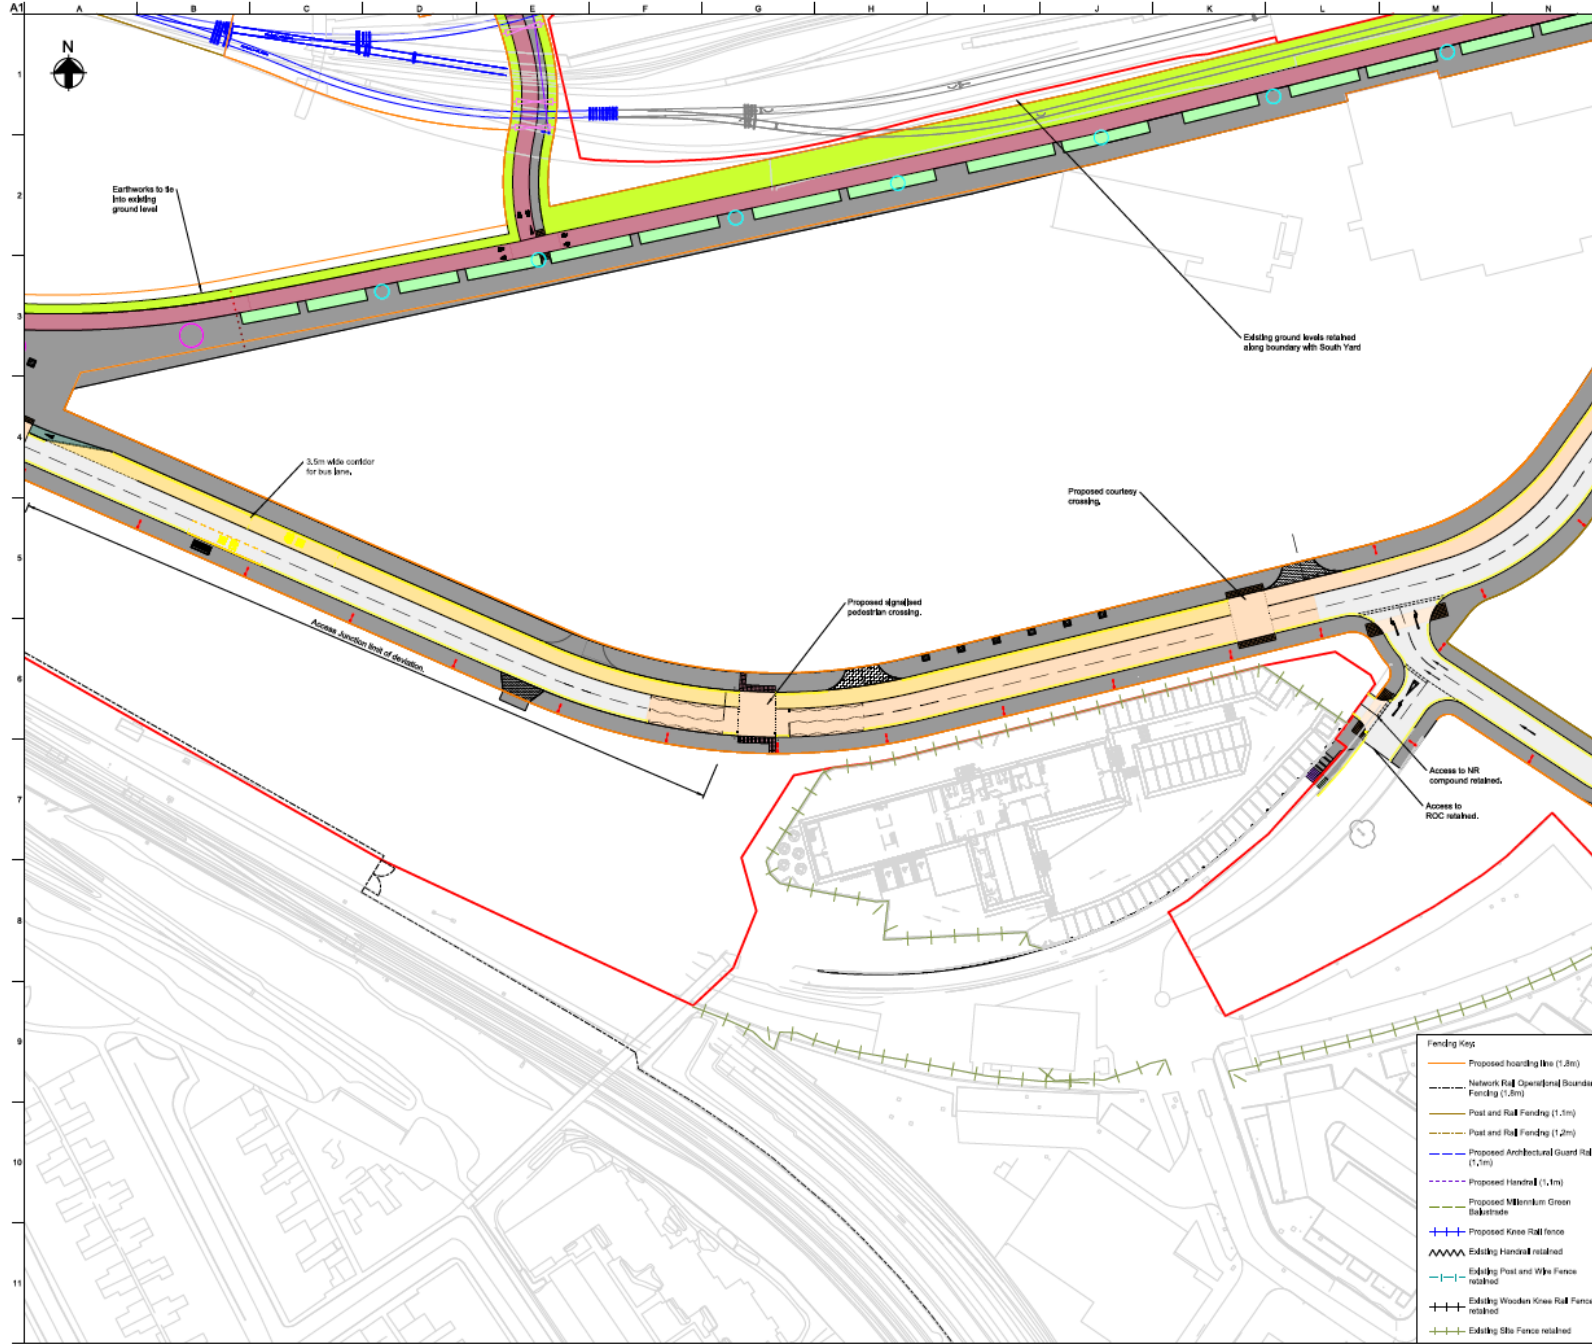 A1 A B C D E F G H I J K L M N
N
1
2
3
4
5
6
7
8
9
10
11
Earthworks to tie
into existing
ground level
Existing ground levels retained
along boundary with South Yard
3.5m wide corridor
for bus lane.
Proposed courtesy
crossing.
Proposed signalised
pedestrian crossing.
Access Junction limit of deviation.
Access to NR
compound retained.
Access to
ROC retained.
Fencing Key:
Proposed hoarding line (1.8m)
Network Rail Operational Boundar
Fencing (1.8m)
Post and Rail Fencing (1.1m)
Post and Rail Fencing (1.2m)
Proposed Architectural Guard Rai
(1.1m)
Proposed Handrail (1.1m)
Proposed Millennium Green
Balustrade
Proposed Knee Rail fence
Existing Handrail retained
Existing Post and Wire Fence
retained
Existing Wooden Knee Rail Fence
retained
Existing Site Fence retained